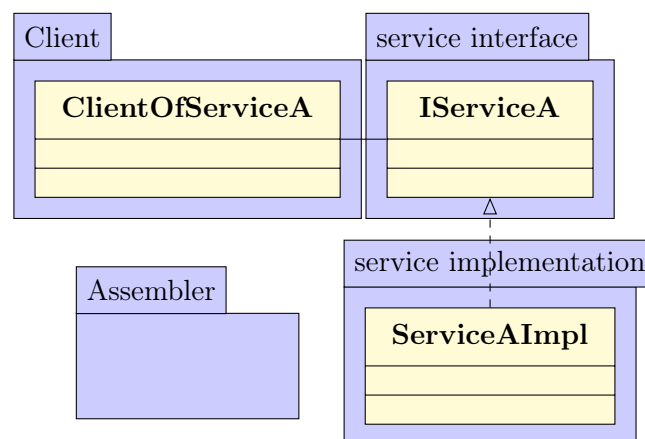 Client
service interface
ClientOfServiceA
IServiceA
service implementation
Assembler
ServiceAImpl